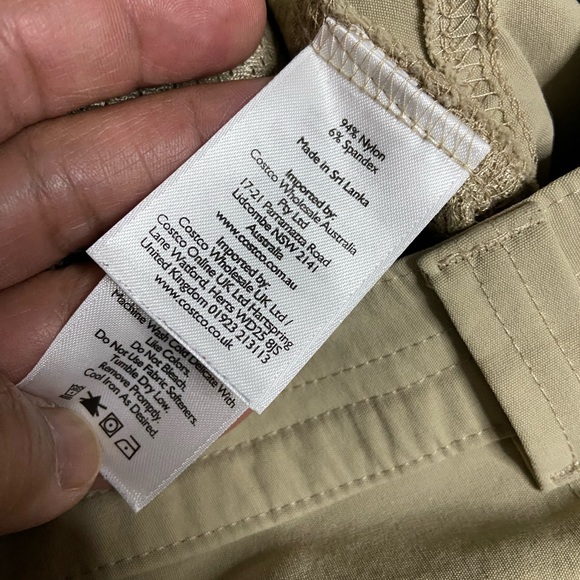 94% Nylon
6% Spandex
Made in Sri Lanka
Imported by:
Costco Wholesale Australia
Pty Ltd
17-21 Parramatta Road
Lidcombe NSW 2141
Australia
www.costco.com.au
Costco Wholesale UK Ltd /
Costco Online UK Ltd Hartspring
Lane Watford, Herts WD25 8JS
United Kingdom 01923 213113
www.costco.co.uk
Machine Wash Cold Delicate With
Like Colors.
Do Not Bleach.
Do Not Use Fabric Softeners.
Tumble Dry Low.
Remove Promptly.
Cool Iron As Desired.